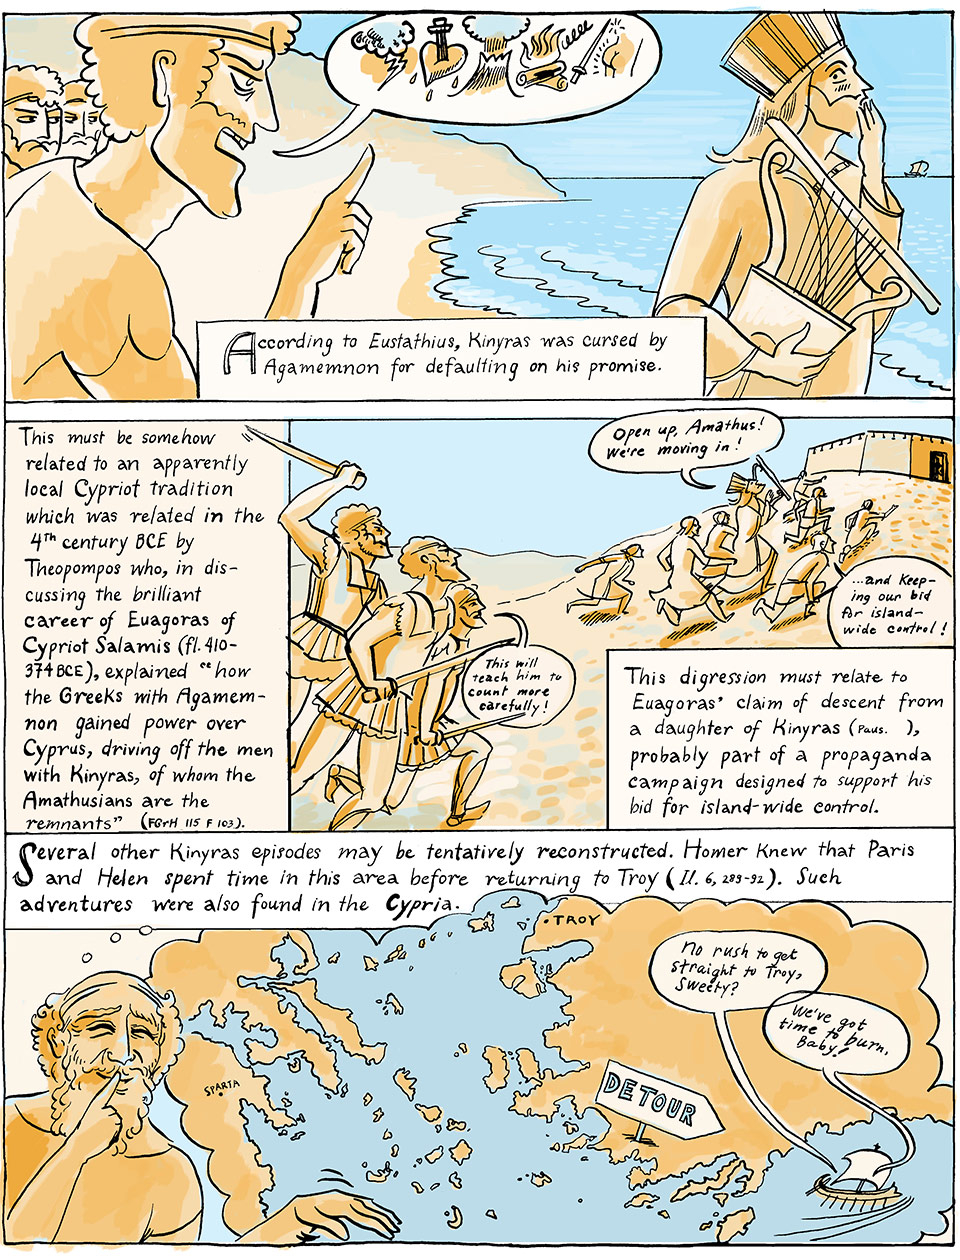 According to Eustathius, Kinyras was cursed by
Agamemnon for defaulting on his promise.
This must be somehow
related to an apparently
local Cypriot tradition
which was related in the
4th century BCE by
Theopompos who, in dis-
cussing the brilliant
career of Euagoras of
Cypriot Salamis (fl. 410-
374 BCE), explained "how
the Greeks with Agamem-
non gained power over
Cyprus, driving off the men
with Kinyras, of whom the
Amathusians are the
remnants" (FGrH 115 F 103).
Open up, Amathus!
We're moving in!
...and keep-
ing our bid
for island-
wide control!
This will
teach him to
count more
carefully!
This digression must relate to
Euagoras' claim of descent from
a daughter of Kinyras (Paus. ),
probably part of a propaganda
campaign designed to support his
bid for island-wide control.
Several other Kinyras episodes may be tentatively reconstructed. Homer knew that Paris
and Helen spent time in this area before returning to Troy (Il. 6, 289-92). Such
adventures were also found in the Cypria.
TROY
No rush to get
straight to Troy,
Sweety?
We've got
time to burn,
Baby!
SPARTA
DETOUR